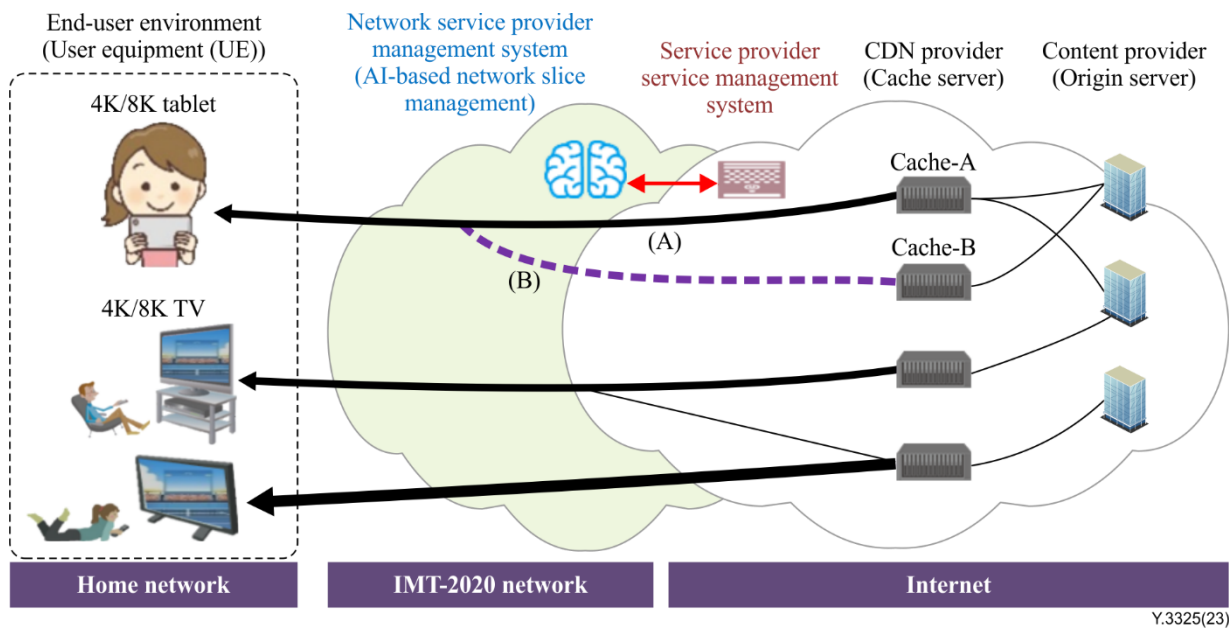 End-user environment
(User equipment (UE))
Network service provider
management system
(AI-based network slice
management)
Service provider
service management
system
CDN provider
(Cache server)
Content provider
(Origin server)
4K/8K tablet
Cache-A
(A)
Cache-B
(B)
4K/8K TV
Home network
IMT-2020 network
Internet
Y.3325(23)